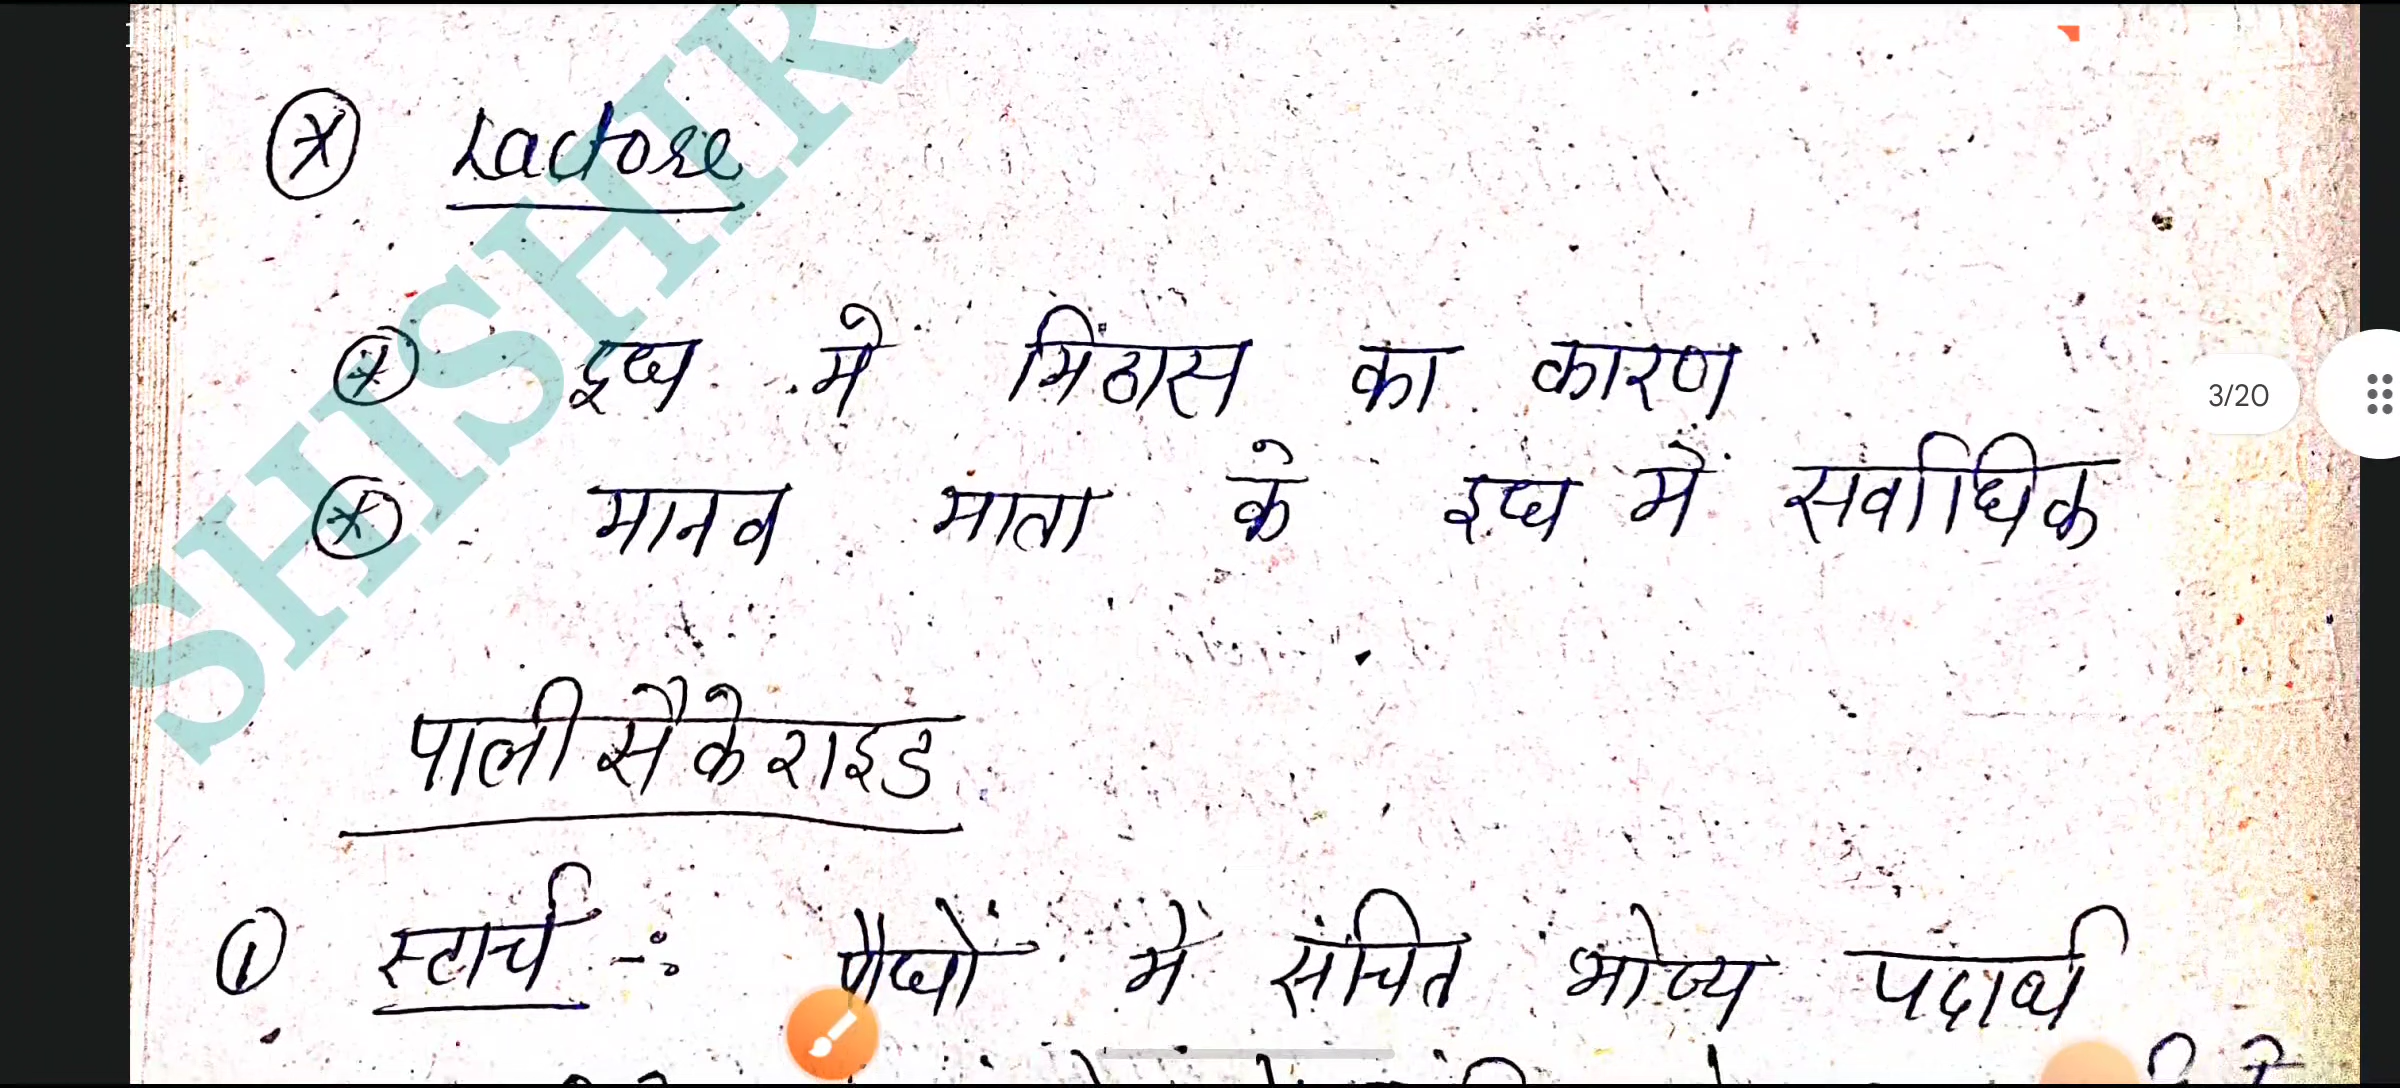 Lactose
दूध में मिठास का कारण
मानव माता के दूध में सर्वाधिक
पाली सैकेराइड
① स्टार्च -: पौधों में संचित भोज्य पदार्थ
SHISHIR
3/20